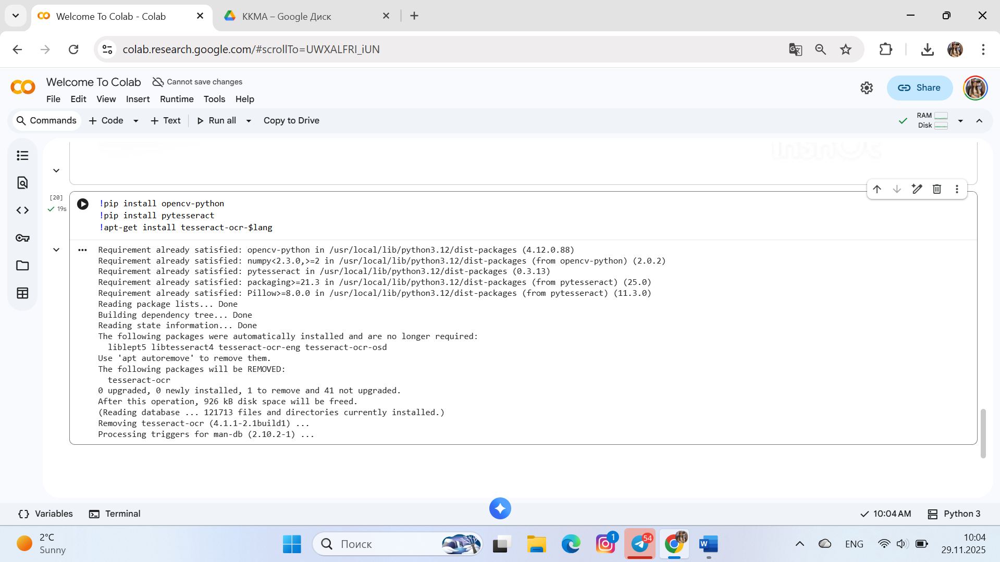 Welcome To Colab - Colab
KKMA – Google Диск
colab.research.google.com/#scrollTo=UWXALFRI_iUN
Welcome To Colab
Cannot save changes
File Edit View Insert Runtime Tools Help
Share
Commands + Code + Text Run all Copy to Drive
RAM
Disk
[20]
19s
!pip install opencv-python
!pip install pytesseract
!apt-get install tesseract-ocr-$lang
Requirement already satisfied: opencv-python in /usr/local/lib/python3.12/dist-packages (4.12.0.88)
Requirement already satisfied: numpy<2.3.0,>=2 in /usr/local/lib/python3.12/dist-packages (from opencv-python) (2.0.2)
Requirement already satisfied: pytesseract in /usr/local/lib/python3.12/dist-packages (0.3.13)
Requirement already satisfied: packaging>=21.3 in /usr/local/lib/python3.12/dist-packages (from pytesseract) (25.0)
Requirement already satisfied: Pillow>=8.0.0 in /usr/local/lib/python3.12/dist-packages (from pytesseract) (11.3.0)
Reading package lists... Done
Building dependency tree... Done
Reading state information... Done
The following packages were automatically installed and are no longer required:
  liblept5 libtesseract4 tesseract-ocr-eng tesseract-ocr-osd
Use 'apt autoremove' to remove them.
The following packages will be REMOVED:
  tesseract-ocr
0 upgraded, 0 newly installed, 1 to remove and 41 not upgraded.
After this operation, 926 kB disk space will be freed.
(Reading database ... 121713 files and directories currently installed.)
Removing tesseract-ocr (4.1.1-2.1build1) ...
Processing triggers for man-db (2.10.2-1) ...
Variables Terminal
10:04 AM Python 3
2°C
Sunny
Поиск
1
54
ENG
10:04
29.11.2025